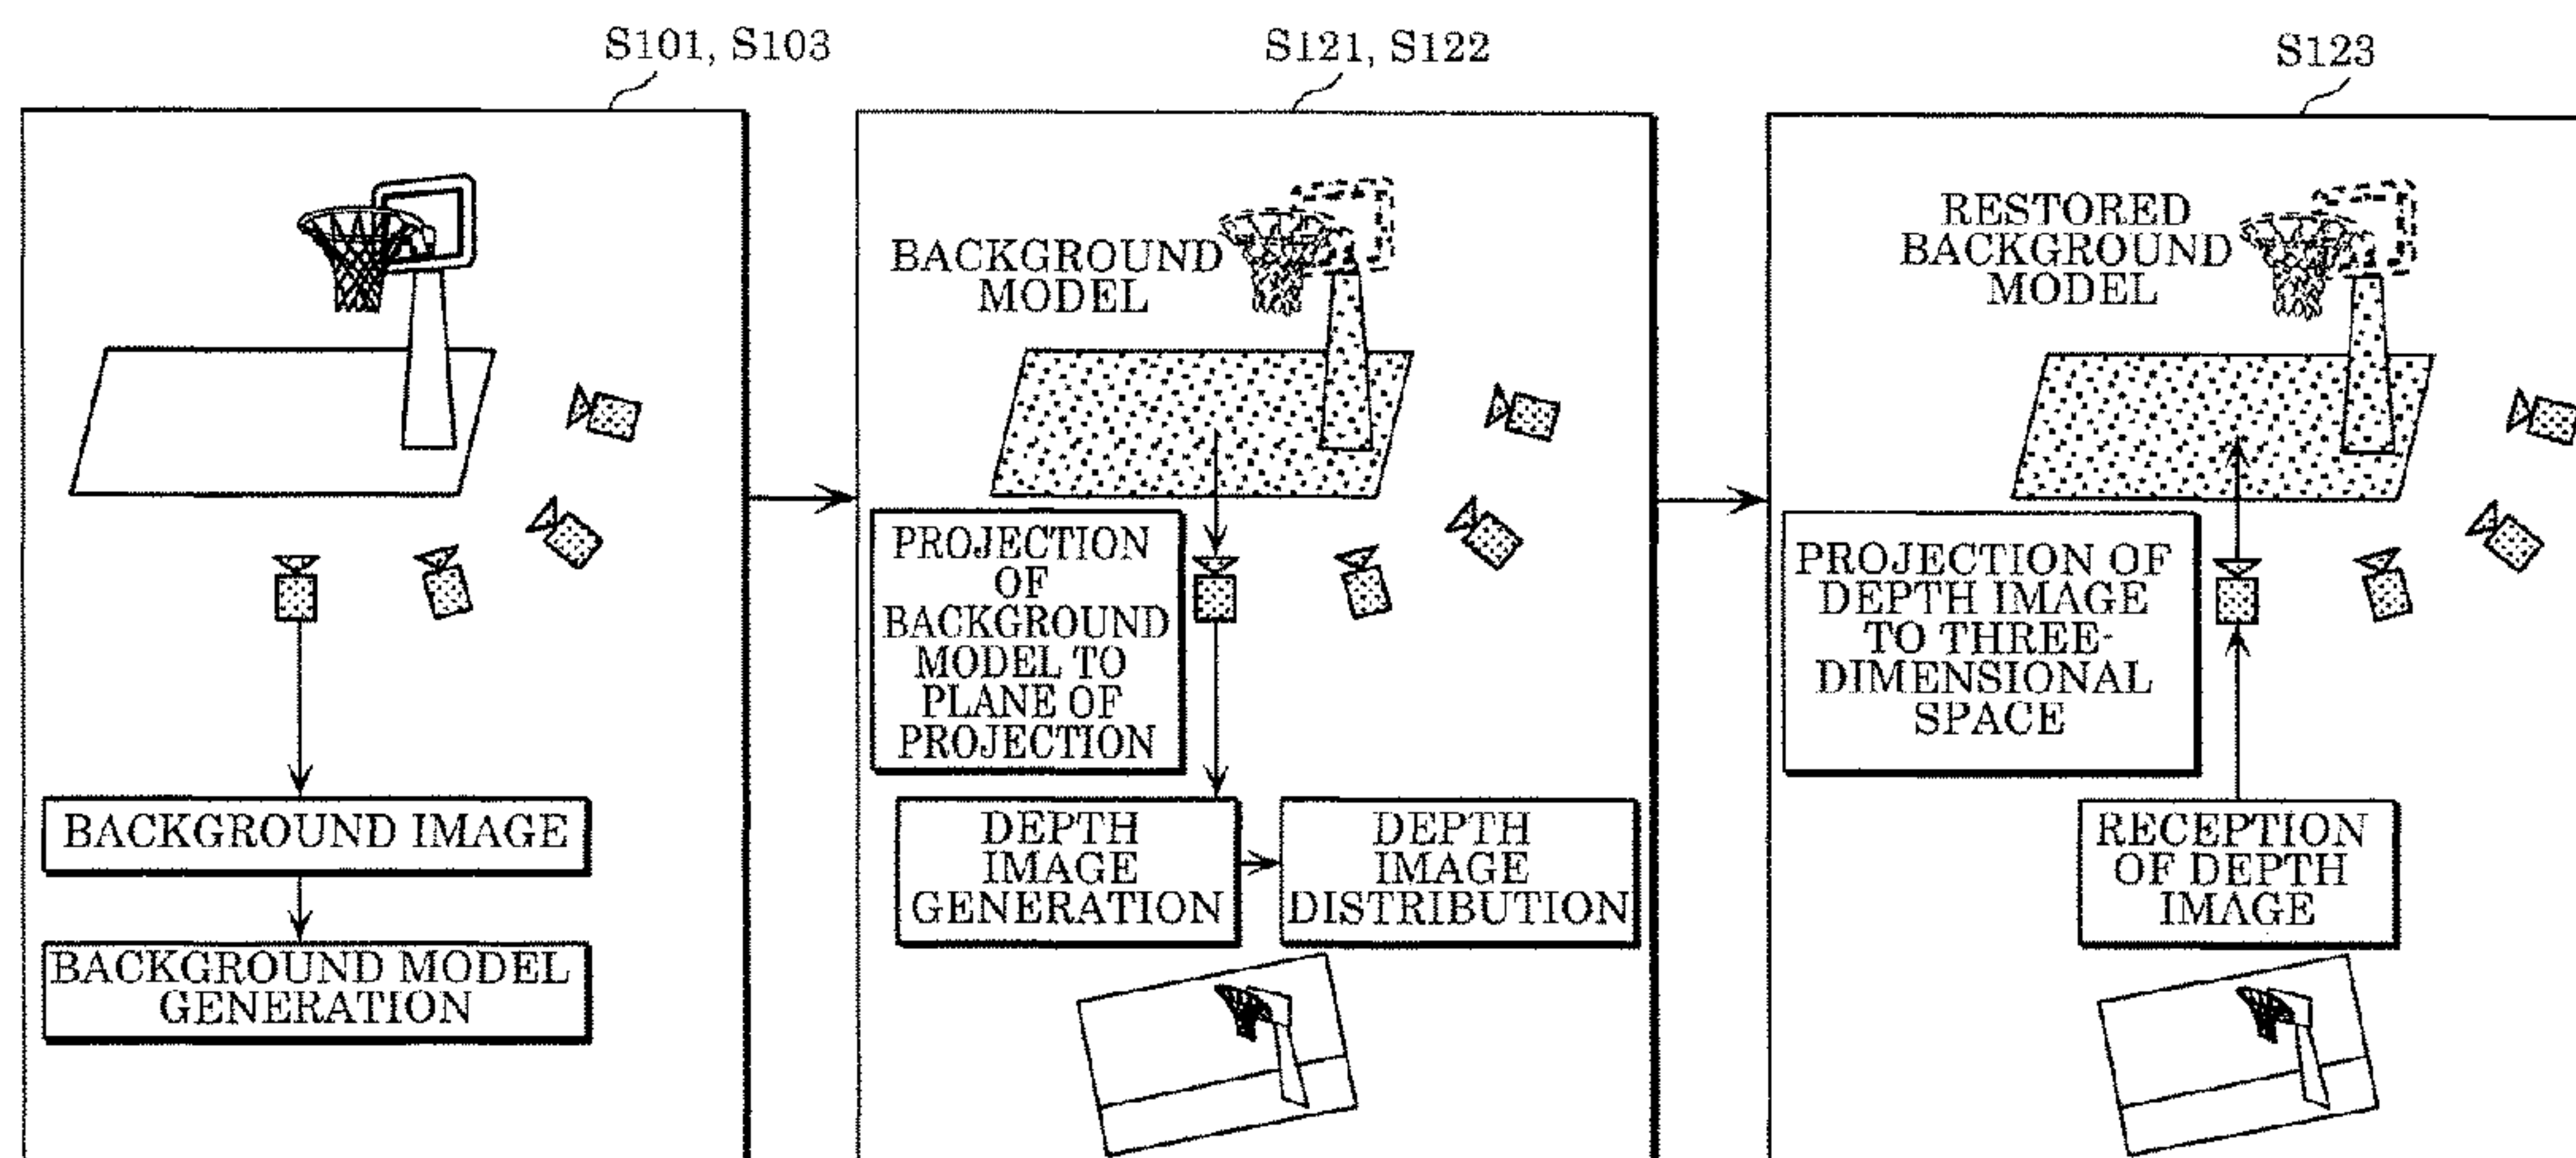 S101, S103
BACKGROUND IMAGE
BACKGROUND MODEL
GENERATION
S121, S122
BACKGROUND
MODEL
PROJECTION
OF
BACKGROUND
MODEL TO
PLANE OF
PROJECTION
DEPTH
IMAGE
GENERATION
DEPTH
IMAGE
DISTRIBUTION
S123
RESTORED
BACKGROUND
MODEL
PROJECTION OF
DEPTH IMAGE
TO THREE-
DIMENSIONAL
SPACE
RECEPTION
OF DEPTH
IMAGE